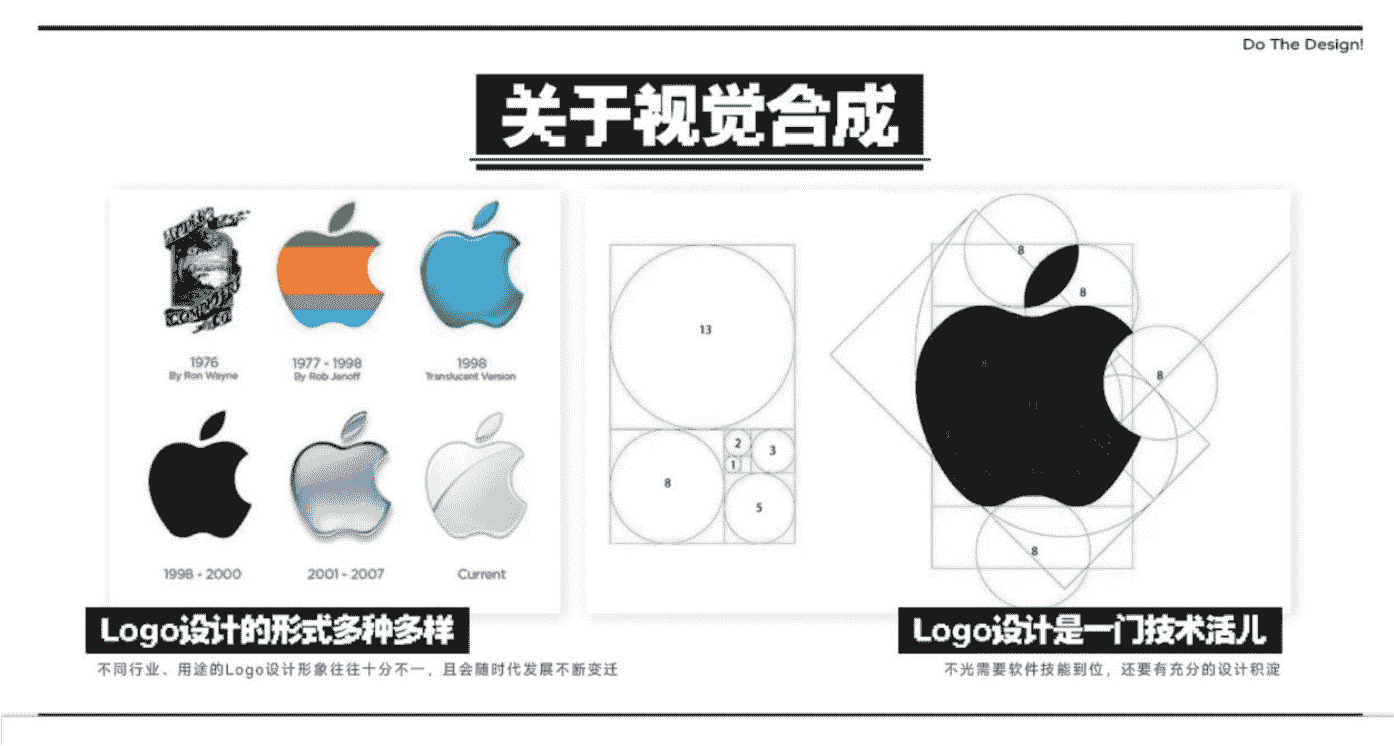 Do The Design!
关于视觉合成
1976
By Ron Wayne
1977 - 1998
By Rob Janoff
1998
Translucent Version
1998 - 2000
2001 - 2007
Current
13
8
2
3
1
5
8
8
8
8
Logo设计的形式多种多样
不同行业、用途的Logo设计形象往往十分不一，且会随时代发展不断变迁
Logo设计是一门技术活儿
不光需要软件技能到位，还要有充分的设计积淀